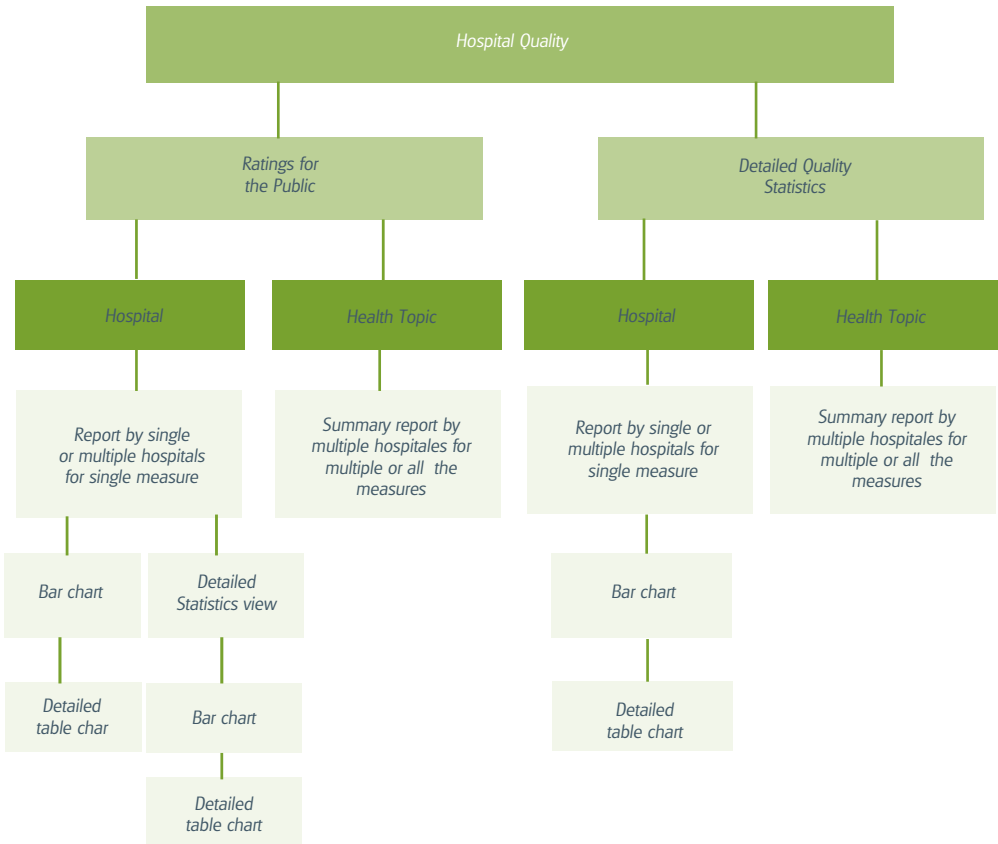 Hospital Quality
Ratings for
the Public
Detailed Quality
Statistics
Hospital
Health Topic
Hospital
Health Topic
Report by single
or multiple hospitals
for single measure
Summary report by
multiple hospitales for
multiple or all the
measures
Report by single or
multiple hospitals for
single measure
Summary report by
multiple hospitales for
multiple or all the
measures
Bar chart
Detailed
Statistics view
Bar chart
Detailed
table char
Bar chart
Detailed
table chart
Detailed
table chart